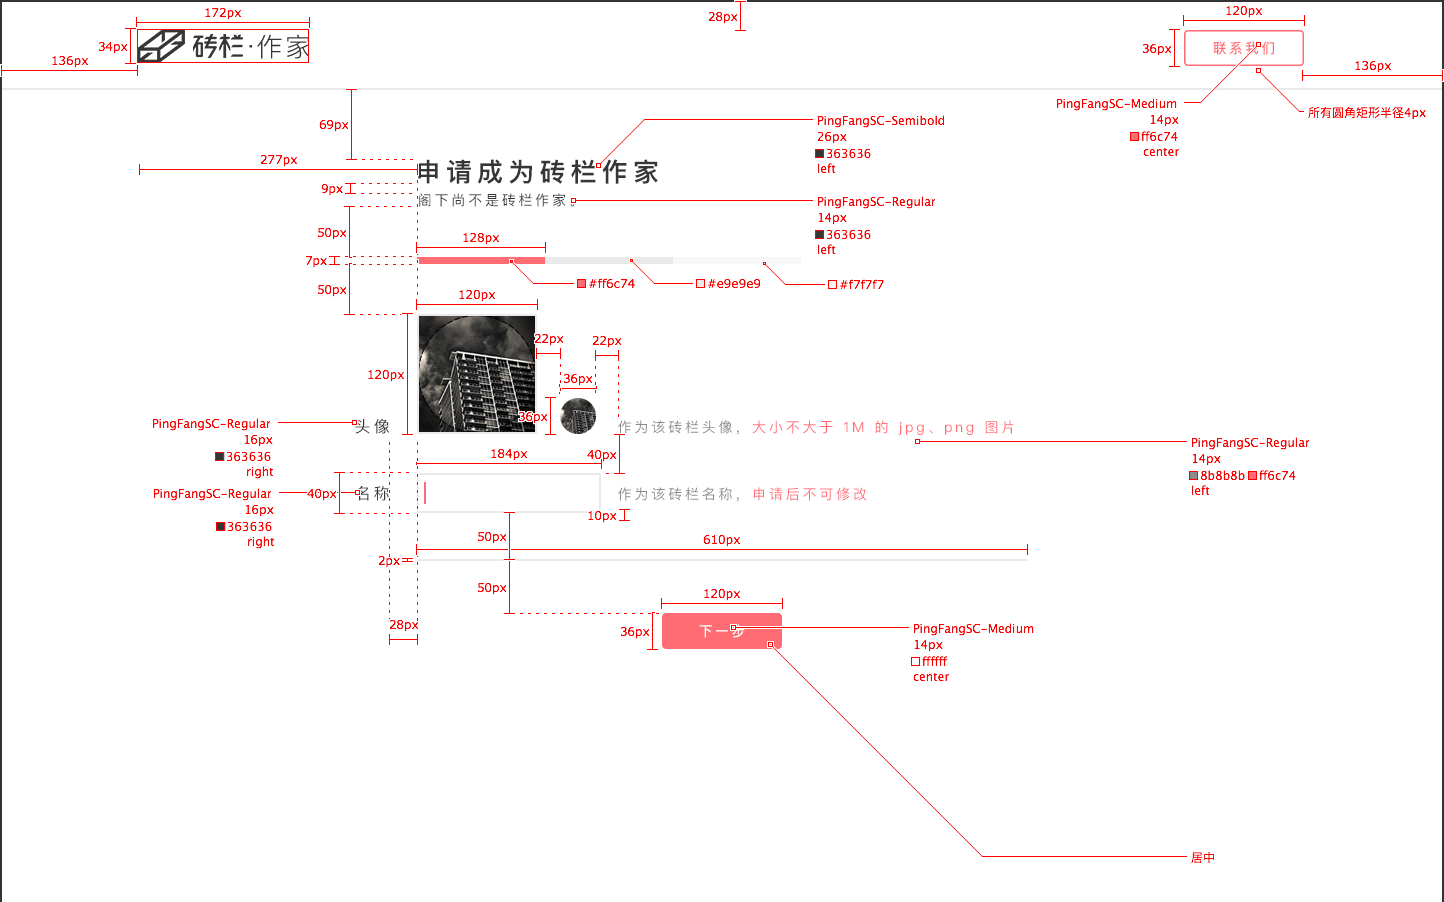 172px
28px
120px
34px
砖栏·作家
36px
联系我们
136px
136px
PingFangSC-Medium
14px
ff6c74
center
所有圆角矩形半径4px
69px
PingFangSC-Semibold
26px
363636
left
277px
申请成为砖栏作家
9px
阁下尚不是砖栏作家。
PingFangSC-Regular
14px
363636
left
50px
128px
7px
#ff6c74
#e9e9e9
#f7f7f7
50px
120px
22px
22px
120px
36px
36px
PingFangSC-Regular
16px
363636
right
头像
作为该砖栏头像，大小不大于 1M 的 jpg、png 图片
PingFangSC-Regular
14px
8b8b8b ff6c74
left
184px
40px
PingFangSC-Regular
16px
363636
right
40px
名称
作为该砖栏名称，申请后不可修改
10px
50px
610px
2px
50px
120px
28px
36px
下一步
PingFangSC-Medium
14px
ffffff
center
居中